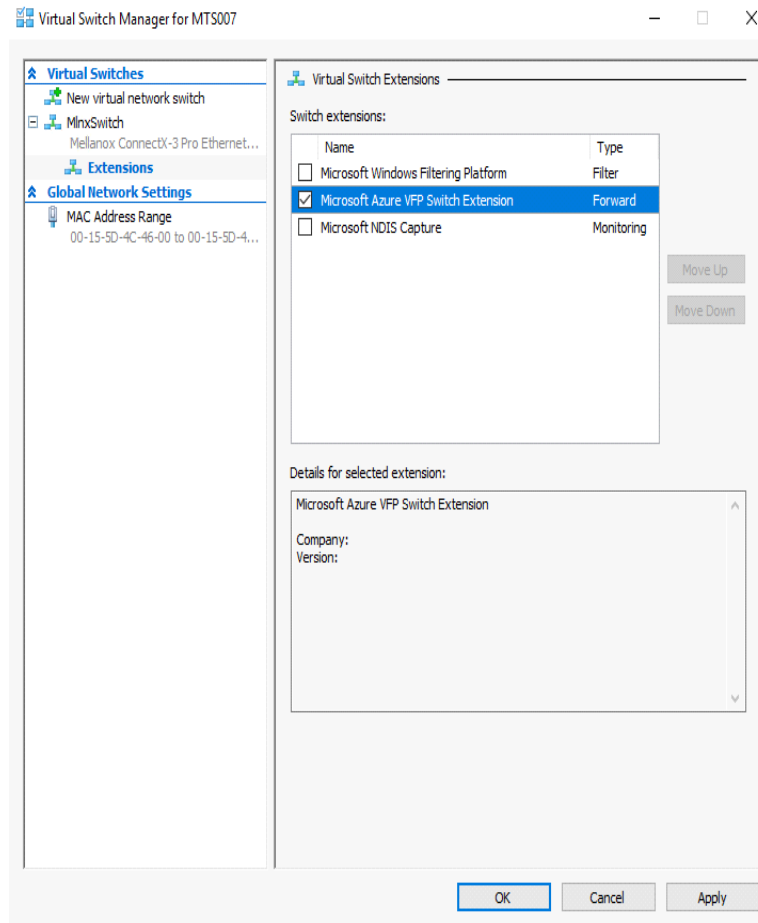 Virtual Switch Manager for MTS007
Virtual Switches
New virtual network switch
MlnxSwitch
Mellanox ConnectX-3 Pro Ethernet...
Extensions
Global Network Settings
MAC Address Range
00-15-5D-4C-46-00 to 00-15-5D-4...
Virtual Switch Extensions
Switch extensions:
Name Type
Microsoft Windows Filtering Platform Filter
Microsoft Azure VFP Switch Extension Forward
Microsoft NDIS Capture Monitoring
Move Up
Move Down
Details for selected extension:
Microsoft Azure VFP Switch Extension
Company:
Version:
OK Cancel Apply